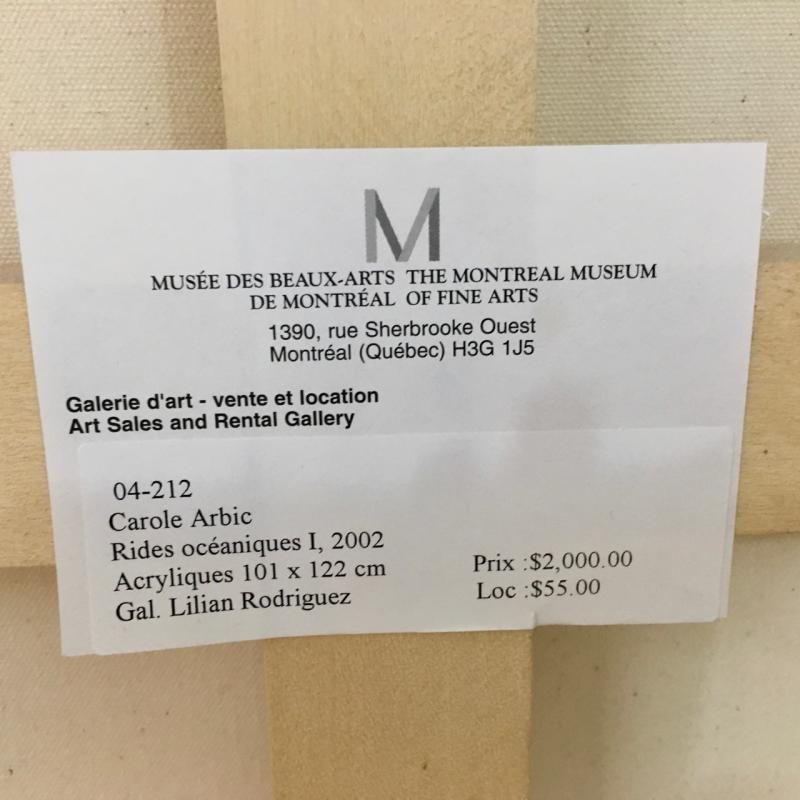 M
MUSÉE DES BEAUX-ARTS THE MONTREAL MUSEUM
DE MONTRÉAL OF FINE ARTS
1390, rue Sherbrooke Ouest
Montréal (Québec) H3G 1J5
Galerie d'art - vente et location
Art Sales and Rental Gallery
04-212
Carole Arbic
Rides océaniques I, 2002
Acryliques 101 x 122 cm
Gal. Lilian Rodriguez
Prix :$2,000.00
Loc :$55.00